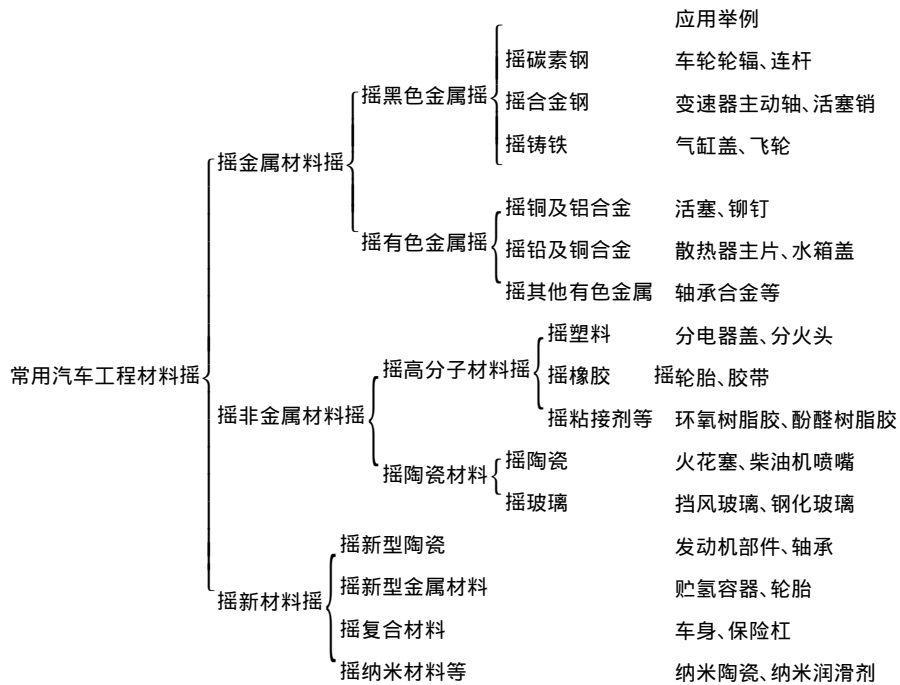 应用举例
摇碳素钢 车轮轮辐、连杆
摇黑色金属摇
摇合金钢 变速器主动轴、活塞销
摇铸铁 气缸盖、飞轮
摇金属材料摇
摇铜及铝合金 活塞、铆钉
摇有色金属摇
摇铅及铜合金 散热器主片、水箱盖
摇其他有色金属 轴承合金等
摇塑料 分电器盖、分火头
常用汽车工程材料摇
摇高分子材料摇
摇橡胶 摇轮胎、胶带
摇非金属材料摇
摇粘接剂等 环氧树脂胶、酚醛树脂胶
摇陶瓷材料
摇陶瓷 火花塞、柴油机喷嘴
摇玻璃 挡风玻璃、钢化玻璃
摇新型陶瓷 发动机部件、轴承
摇新材料摇
摇新型金属材料 贮氢容器、轮胎
摇复合材料 车身、保险杠
摇纳米材料等 纳米陶瓷、纳米润滑剂